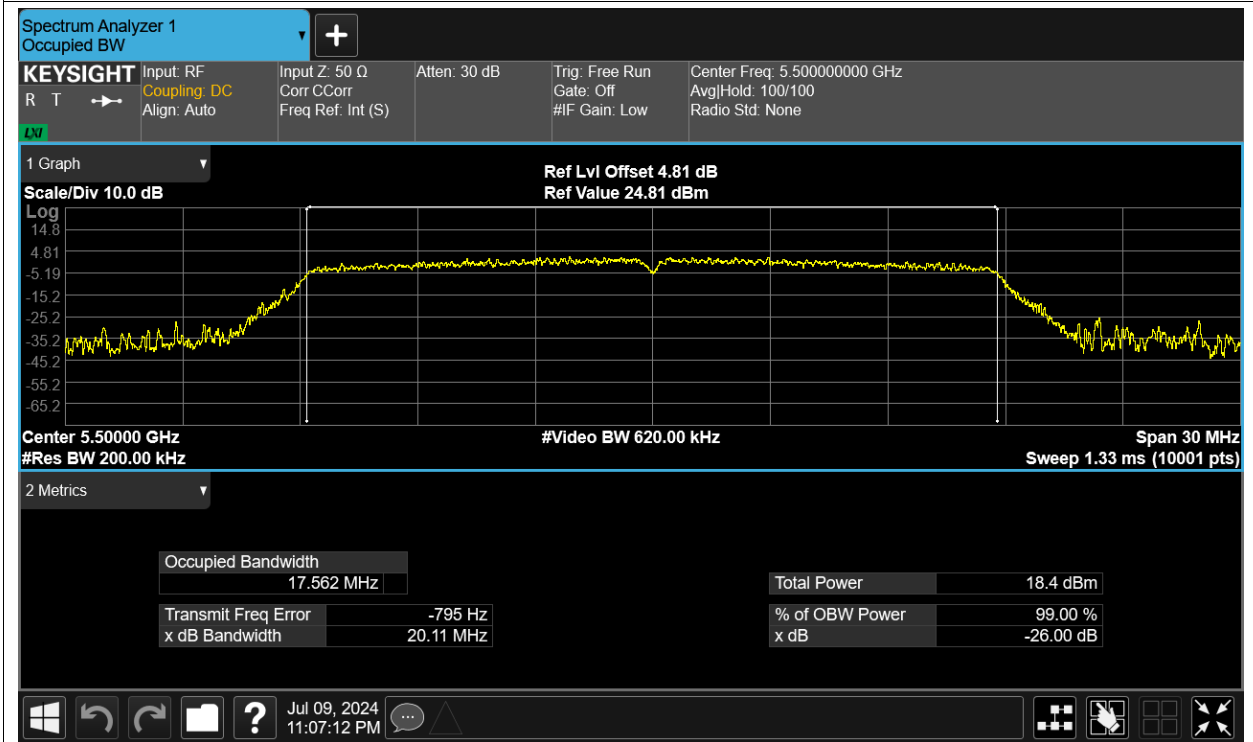 Spectrum Analyzer 1
Occupied BW
KEYSIGHT
R T
LXI
Input: RF
Coupling: DC
Align: Auto
Input Z: 50 Ω
Corr CCorr
Freq Ref: Int (S)
Atten: 30 dB
Trig: Free Run
Gate: Off
#IF Gain: Low
Center Freq: 5.500000000 GHz
Avg|Hold: 100/100
Radio Std: None
1 Graph
Scale/Div 10.0 dB
Ref Lvl Offset 4.81 dB
Ref Value 24.81 dBm
Log
14.8
4.81
-5.19
-15.2
-25.2
-35.2
-45.2
-55.2
-65.2
Center 5.50000 GHz
#Video BW 620.00 kHz
Span 30 MHz
#Res BW 200.00 kHz
Sweep 1.33 ms (10001 pts)
2 Metrics
Occupied Bandwidth
17.562 MHz
Total Power 18.4 dBm
Transmit Freq Error -795 Hz
% of OBW Power 99.00 %
x dB Bandwidth 20.11 MHz
x dB -26.00 dB
?
Jul 09, 2024
11:07:12 PM